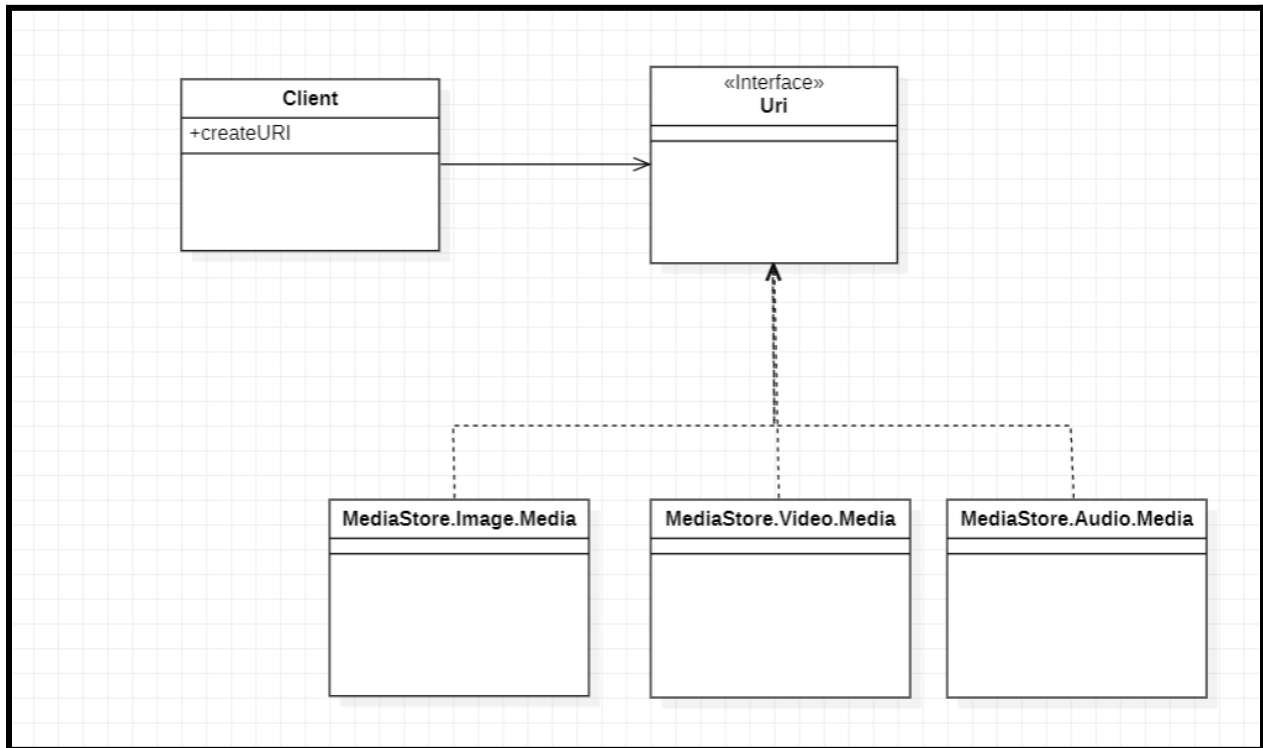 Client
+createURI
«Interface»
Uri
MediaStore.Image.Media
MediaStore.Video.Media
MediaStore.Audio.Media